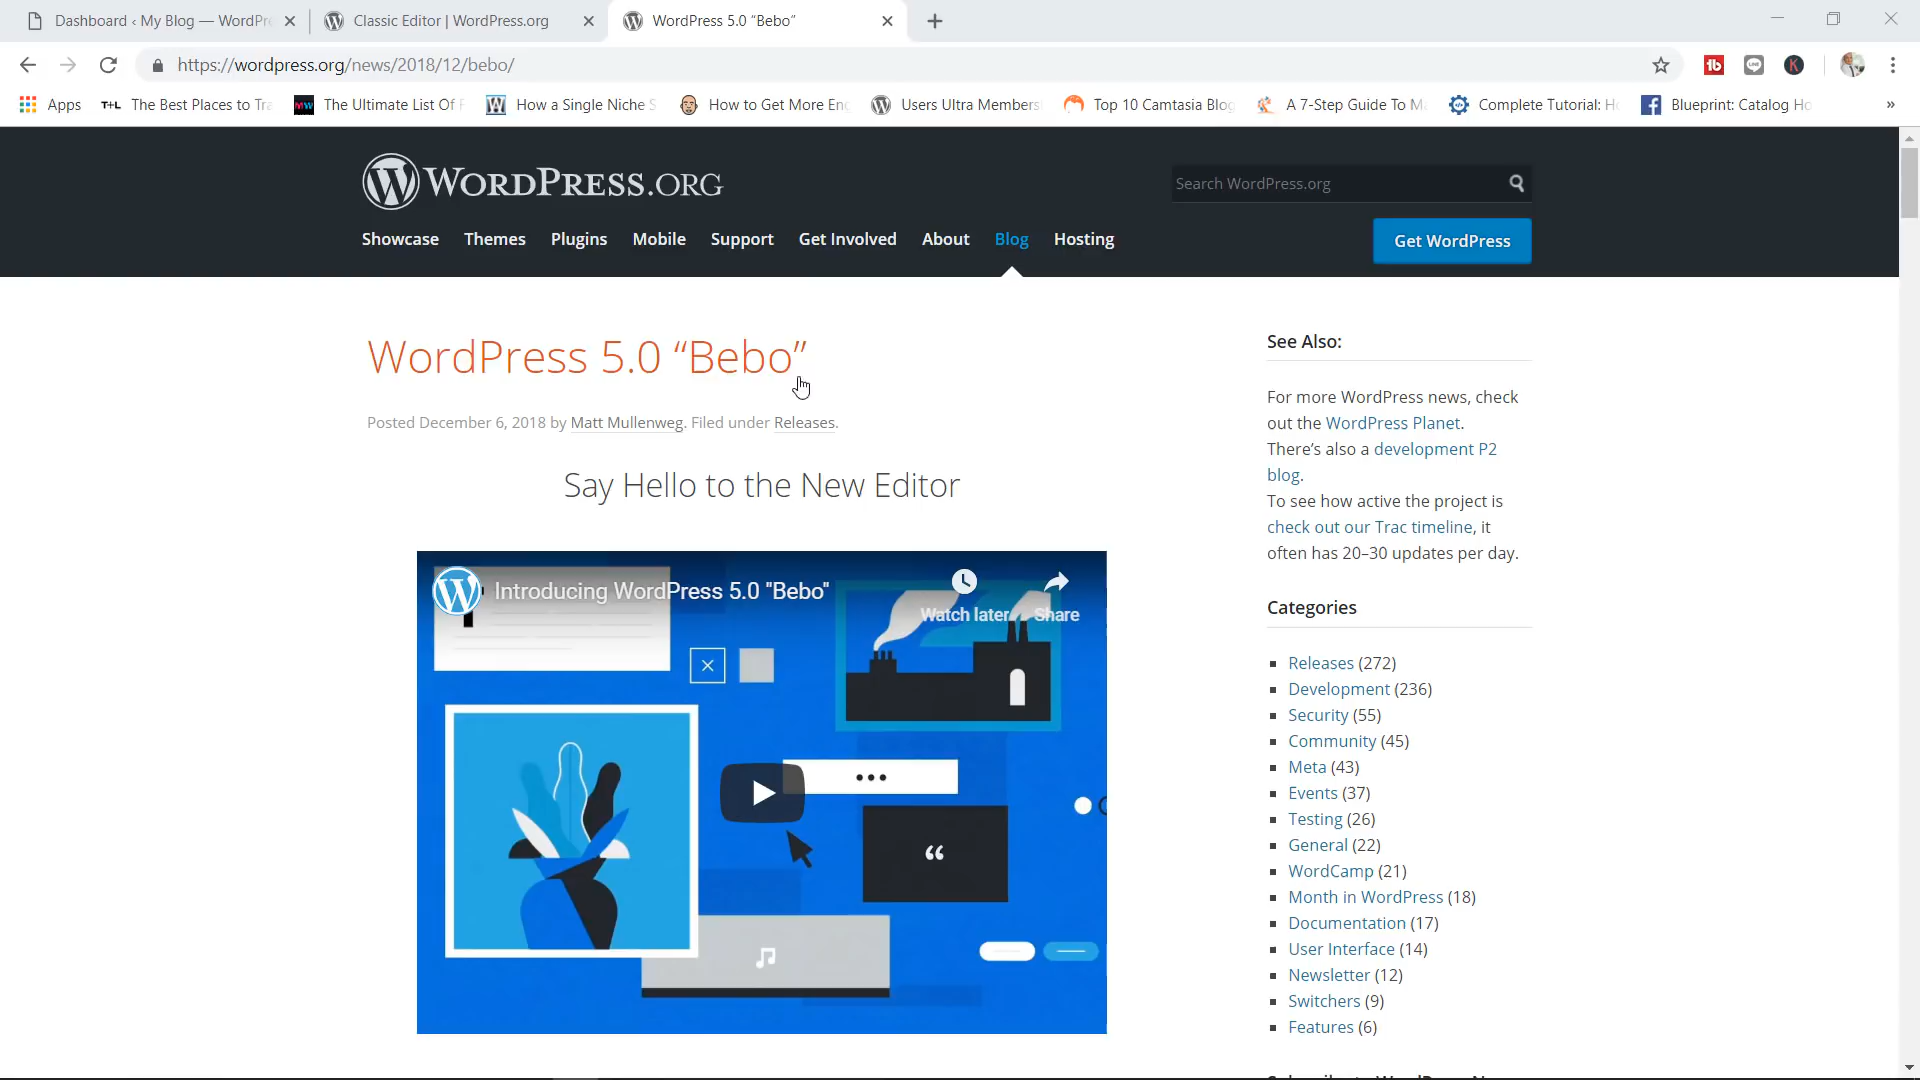 Dashboard ‹ My Blog — WordPre
Classic Editor | WordPress.org
WordPress 5.0 “Bebo”
https://wordpress.org/news/2018/12/bebo/
Apps
T+L The Best Places to Tra
MW The Ultimate List Of F
How a Single Niche S
How to Get More Eng
Users Ultra Members
Top 10 Camtasia Blog
A 7-Step Guide To M
Complete Tutorial: Ho
Blueprint: Catalog Ho
»
WORDPRESS.ORG
Search WordPress.org
Showcase Themes Plugins Mobile Support Get Involved About Blog Hosting
Get WordPress
WordPress 5.0 “Bebo”
Posted December 6, 2018 by Matt Mullenweg. Filed under Releases.
Say Hello to the New Editor
Introducing WordPress 5.0 "Bebo"
Watch later
Share
See Also:
For more WordPress news, check
out the WordPress Planet.
There’s also a development P2
blog.
To see how active the project is
check out our Trac timeline, it
often has 20–30 updates per day.
Categories
Releases (272)
Development (236)
Security (55)
Community (45)
Meta (43)
Events (37)
Testing (26)
General (22)
WordCamp (21)
Month in WordPress (18)
Documentation (17)
User Interface (14)
Newsletter (12)
Switchers (9)
Features (6)